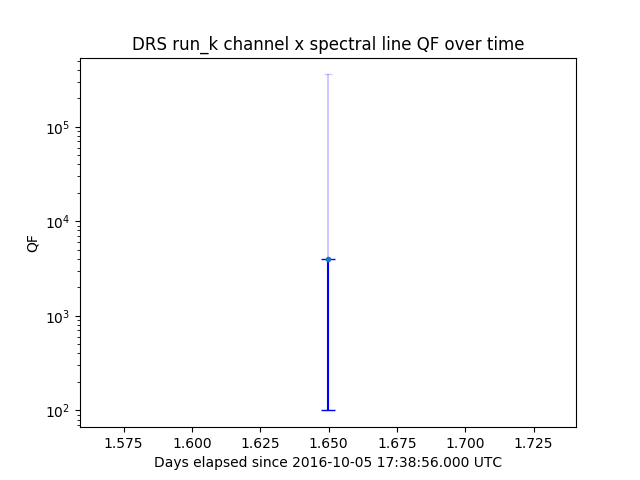 DRS run_k channel x spectral line QF over time
QF
10^5
10^4
10^3
10^2
1.575 1.600 1.625 1.650 1.675 1.700 1.725
Days elapsed since 2016-10-05 17:38:56.000 UTC